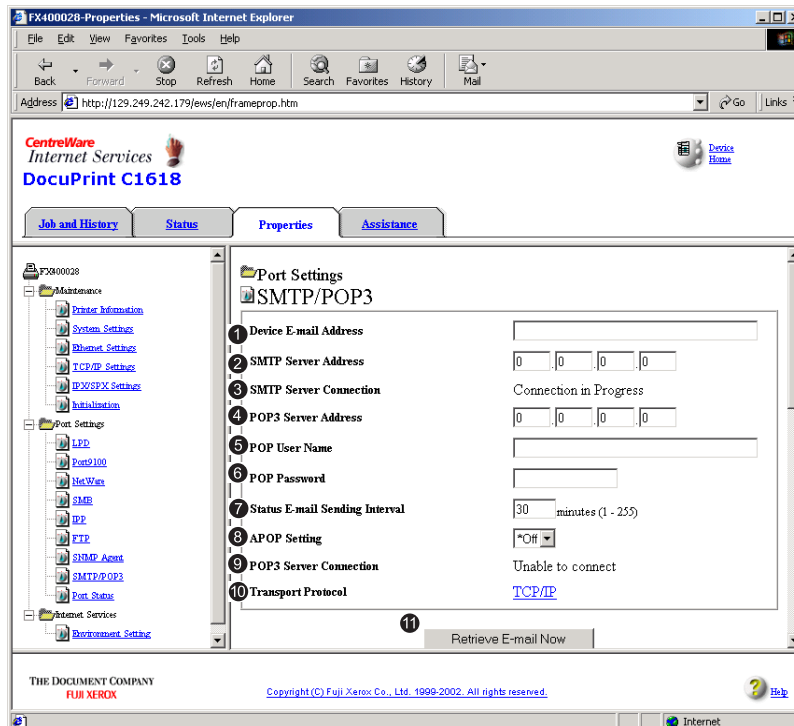 FX400028-Properties - Microsoft Internet Explorer
File Edit View Favorites Tools Help
Back Forward Stop Refresh Home Search Favorites History Mail
Address http://129.249.242.179/ews/en/frameprop.htm Go Links
CentreWare
Internet Services
DocuPrint C1618
Device
Home
Job and History Status Properties Assistance
FX400028
Maintenance
Printer Information
System Settings
Ethernet Settings
TCP/IP Settings
IPX/SPX Settings
Initialization
Port Settings
LPD
Port9100
NetWare
SMB
IPP
FTP
SNMP Agent
SMTP/POP3
Port Status
Internet Services
Environment Setting
Port Settings
SMTP/POP3
1 Device E-mail Address
2 SMTP Server Address 0 . 0 . 0 . 0
3 SMTP Server Connection Connection in Progress
4 POP3 Server Address 0 . 0 . 0 . 0
5 POP User Name
6 POP Password
7 Status E-mail Sending Interval 30 minutes (1 - 255)
8 APOP Setting *Off
9 POP3 Server Connection Unable to connect
10 Transport Protocol TCP/IP
11 Retrieve E-mail Now
THE DOCUMENT COMPANY
FUJI XEROX
Copyright (C) Fuji Xerox Co., Ltd. 1999-2002. All rights reserved.
Help
Internet